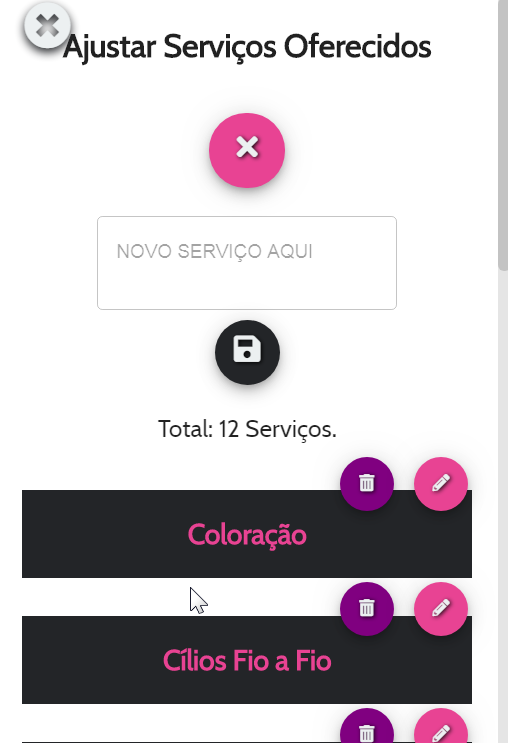 Ajustar Serviços Oferecidos
NOVO SERVIÇO AQUI
Total: 12 Serviços.
Coloração
Cílios Fio a Fio